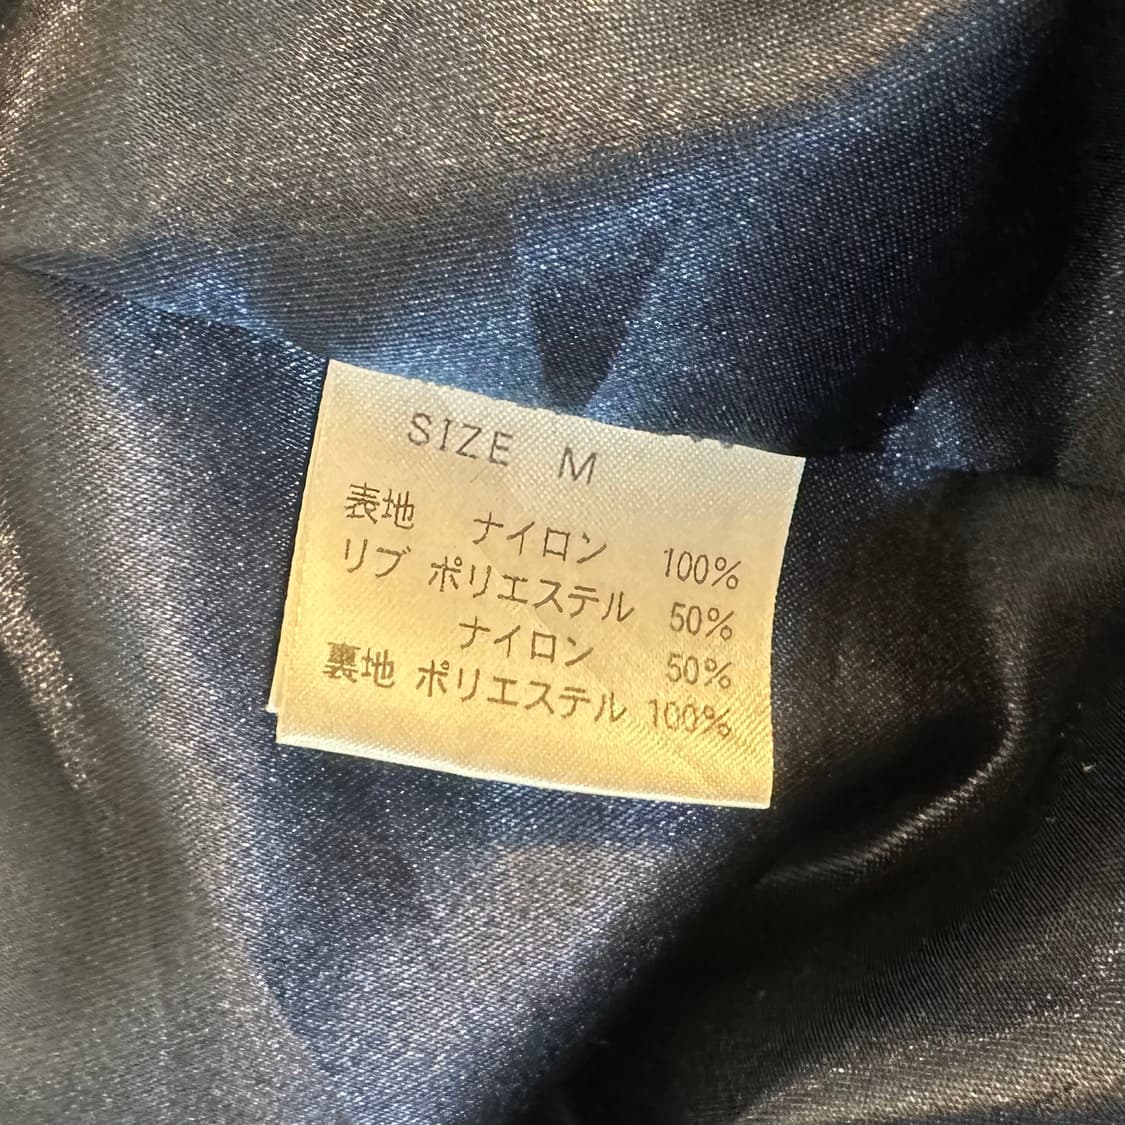 SIZE M
表地 ナイロン 100%
リブ ポリエステル 50%
ナイロン 50%
裏地 ポリエステル 100%